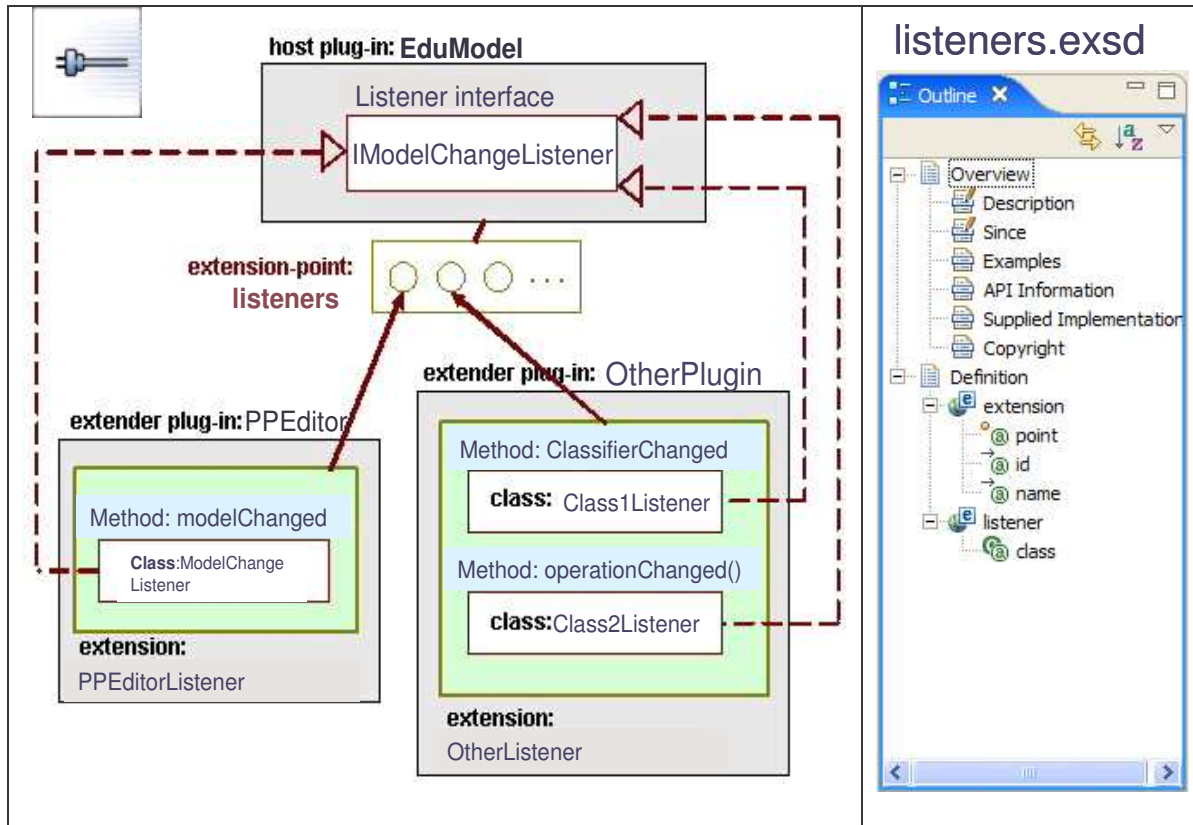 host plug-in: EduModel
Listener interface
IModelChangeListener
extension-point:
listeners
extender plug-in: OtherPlugin
extender plug-in: PPEditor
Method: ClassifierChanged
class: Class1Listener
Method: modelChanged
Class:ModelChange
Listener
Method: operationChanged()
class:Class2Listener
extension:
PPEditorListener
extension:
OtherListener
listeners.exsd
Outline
a
z
Overview
Description
Since
Examples
API Information
Supplied Implementation
Copyright
Definition
e extension
a point
a id
a name
e listener
a class